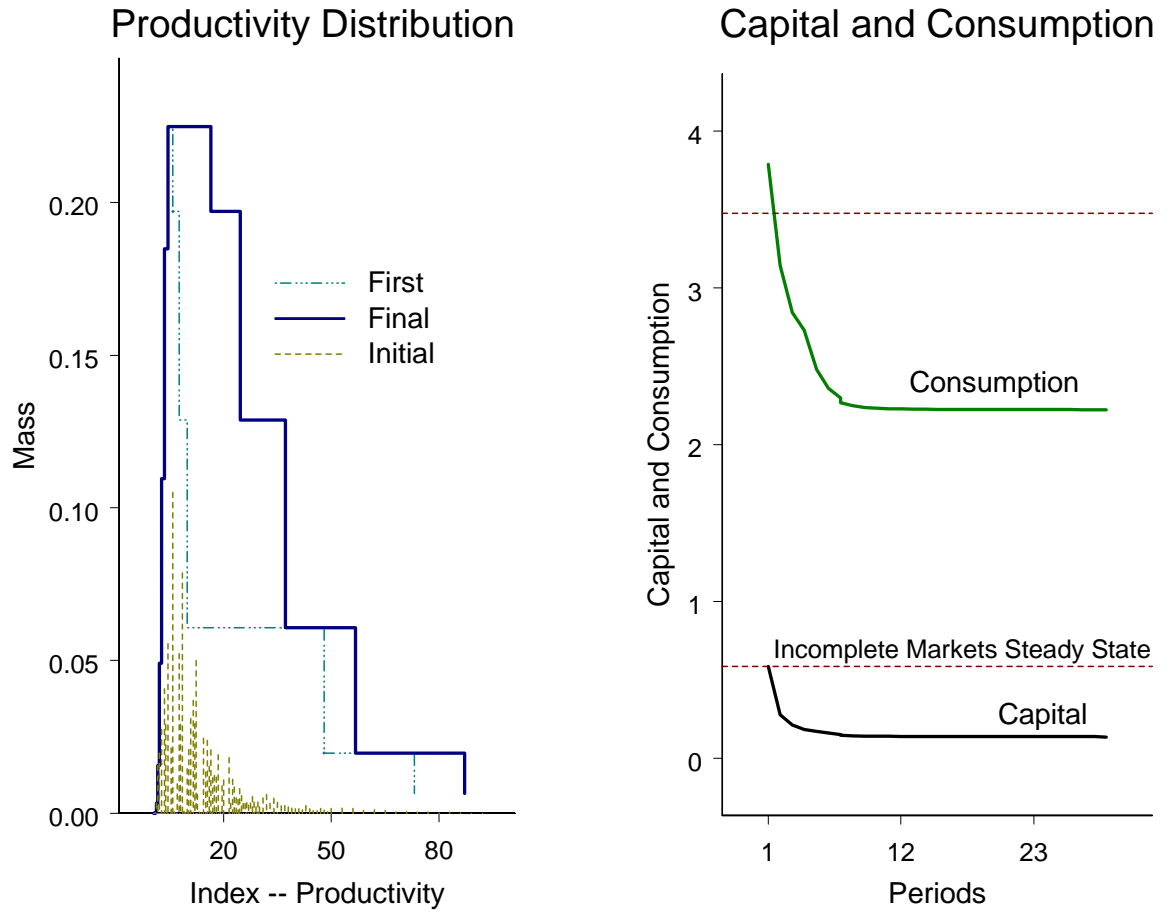 Productivity Distribution
Mass
0.20
0.15
0.10
0.05
0.00
20 50 80
Index -- Productivity
First
Final
Initial
Capital and Consumption
Capital and Consumption
4
3
2
1
0
1 12 23
Periods
Consumption
Incomplete Markets Steady State
Capital